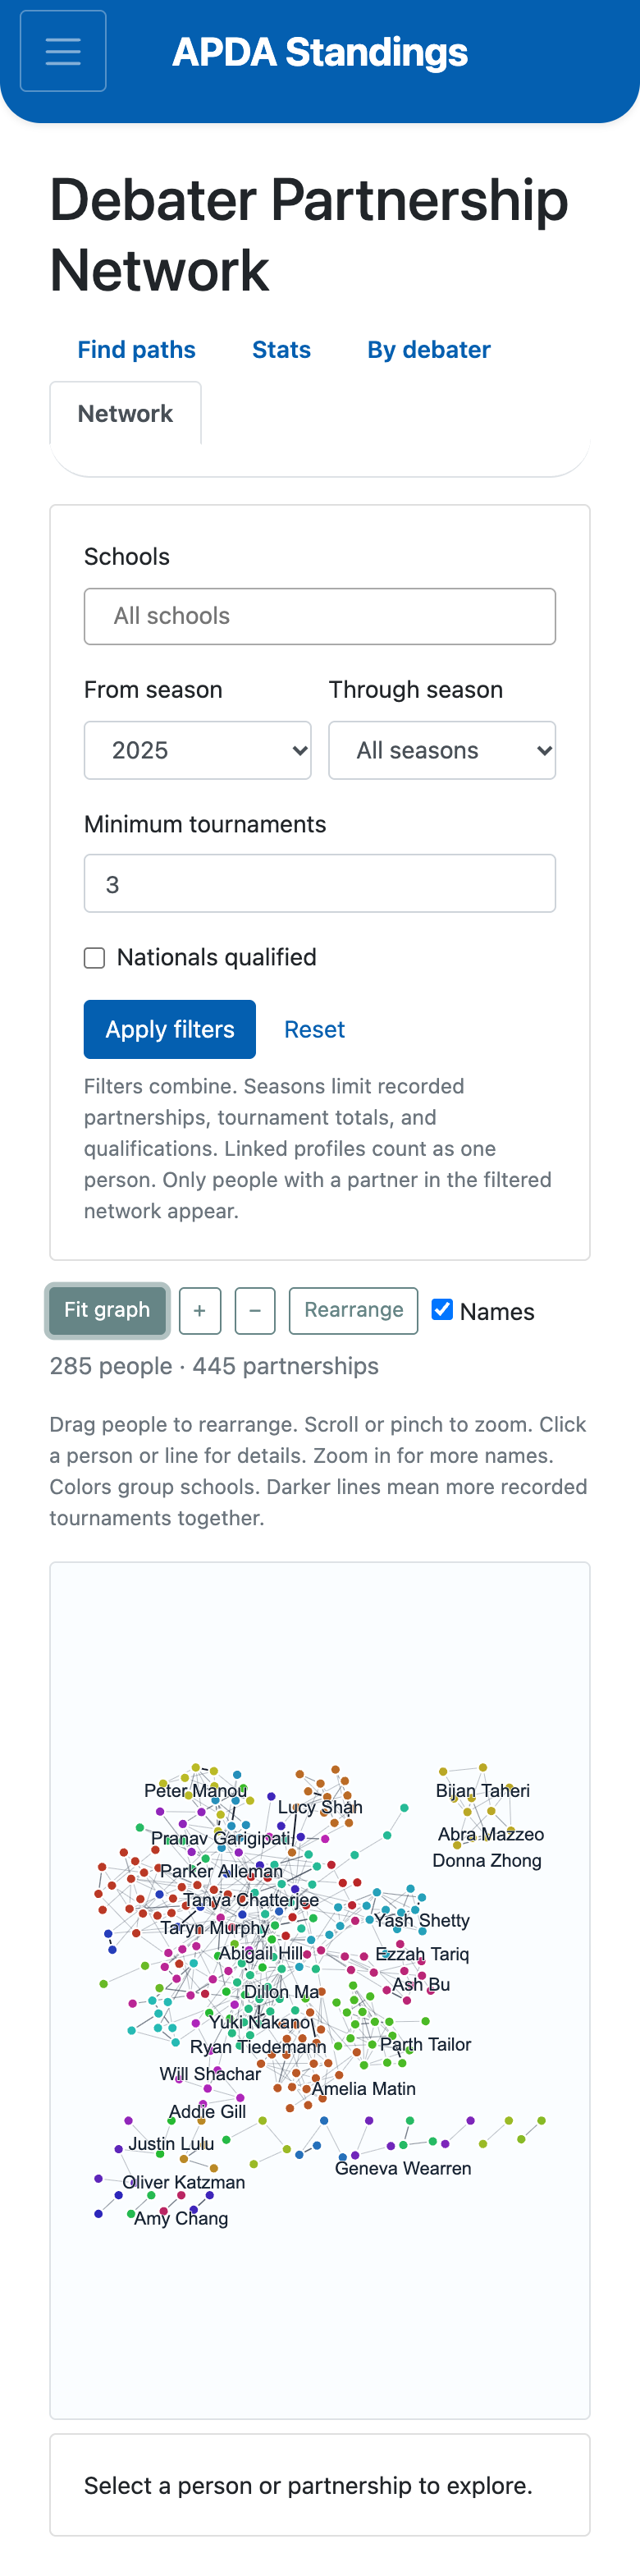 APDA Standings
Debater Partnership
Network
Find paths
Stats
By debater
Network
Schools
All schools
From season
Through season
2025
All seasons
Minimum tournaments
3
Nationals qualified
Apply filters
Reset
Filters combine. Seasons limit recorded
partnerships, tournament totals, and
qualifications. Linked profiles count as one
person. Only people with a partner in the filtered
network appear.
Fit graph
+
−
Rearrange
Names
285 people · 445 partnerships
Drag people to rearrange. Scroll or pinch to zoom. Click
a person or line for details. Zoom in for more names.
Colors group schools. Darker lines mean more recorded
tournaments together.
Peter Manou
Bijan Taheri
Lucy Shah
Pranav Garigipati
Abra Mazzeo
Donna Zhong
Parker Alleman
Tanya Chatterjee
Taryn Murphy
Yash Shetty
Abigail Hill
Ezzah Tariq
Ash Bu
Dillon Ma
Yuki Nakano
Ryan Tiedemann
Parth Tailor
Will Shachar
Amelia Matin
Addie Gill
Justin Lulu
Geneva Wearren
Oliver Katzman
Amy Chang
Select a person or partnership to explore.